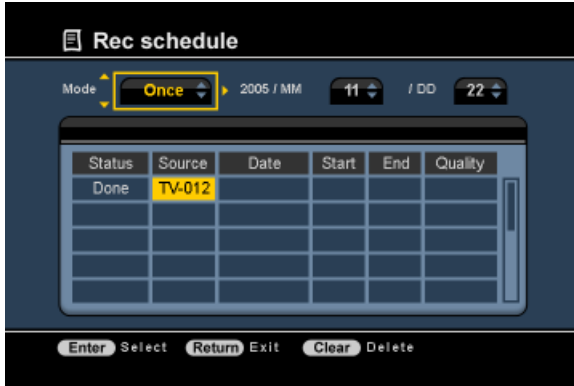 Rec schedule
Mode Once 2005 / MM 11 / DD 22
Status Source Date Start End Quality
Done TV-012
Enter Select Return Exit Clear Delete